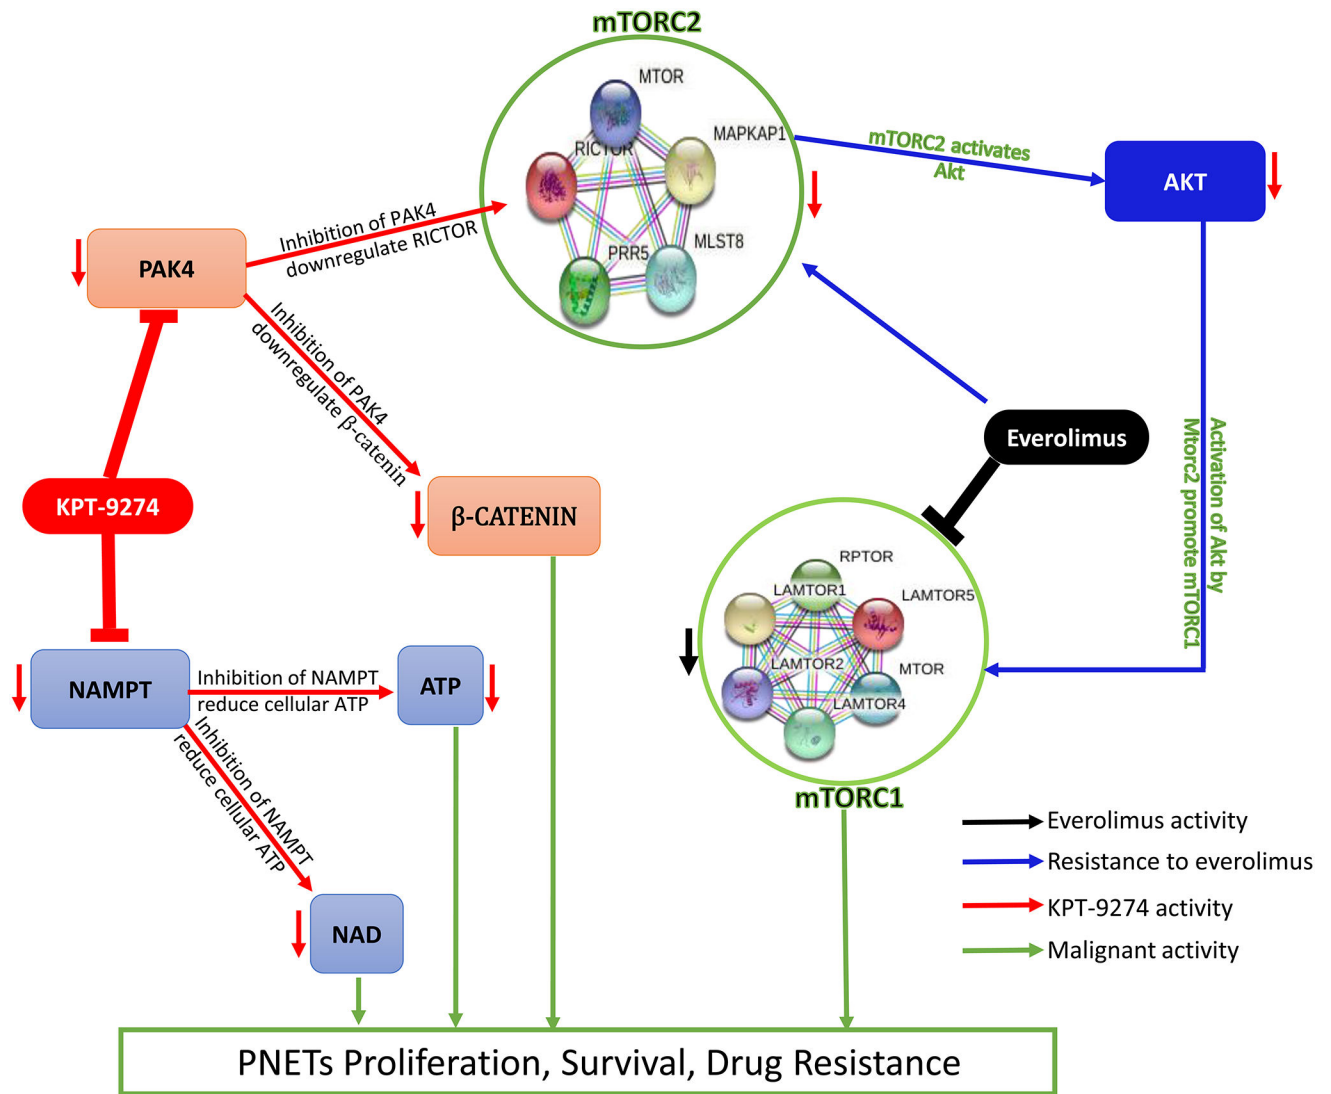 mTORC2
MTOR
MAPKAP1
RICTOR
PRR5
MLST8
mTORC2 activates
Akt
AKT
PAK4
Inhibition of PAK4
downregulate RICTOR
Inhibition of PAK4
downregulate β-catenin
KPT-9274
β-CATENIN
Everolimus
Activation of Akt by
Mtorc2 promote mTORC1
RPTOR
LAMTOR1
LAMTOR5
LAMTOR2
MTOR
LAMTOR4
mTORC1
NAMPT
Inhibition of NAMPT
reduce cellular ATP
ATP
Inhibition of NAMPT
reduce cellular ATP
NAD
Everolimus activity
Resistance to everolimus
KPT-9274 activity
Malignant activity
PNETs Proliferation, Survival, Drug Resistance